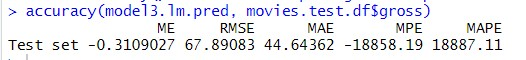 > accuracy(model3.lm.pred, movies.test.df$gross)
ME RMSE MAE MPE MAPE
Test set -0.3109027 67.89083 44.64362 -18858.19 18887.11